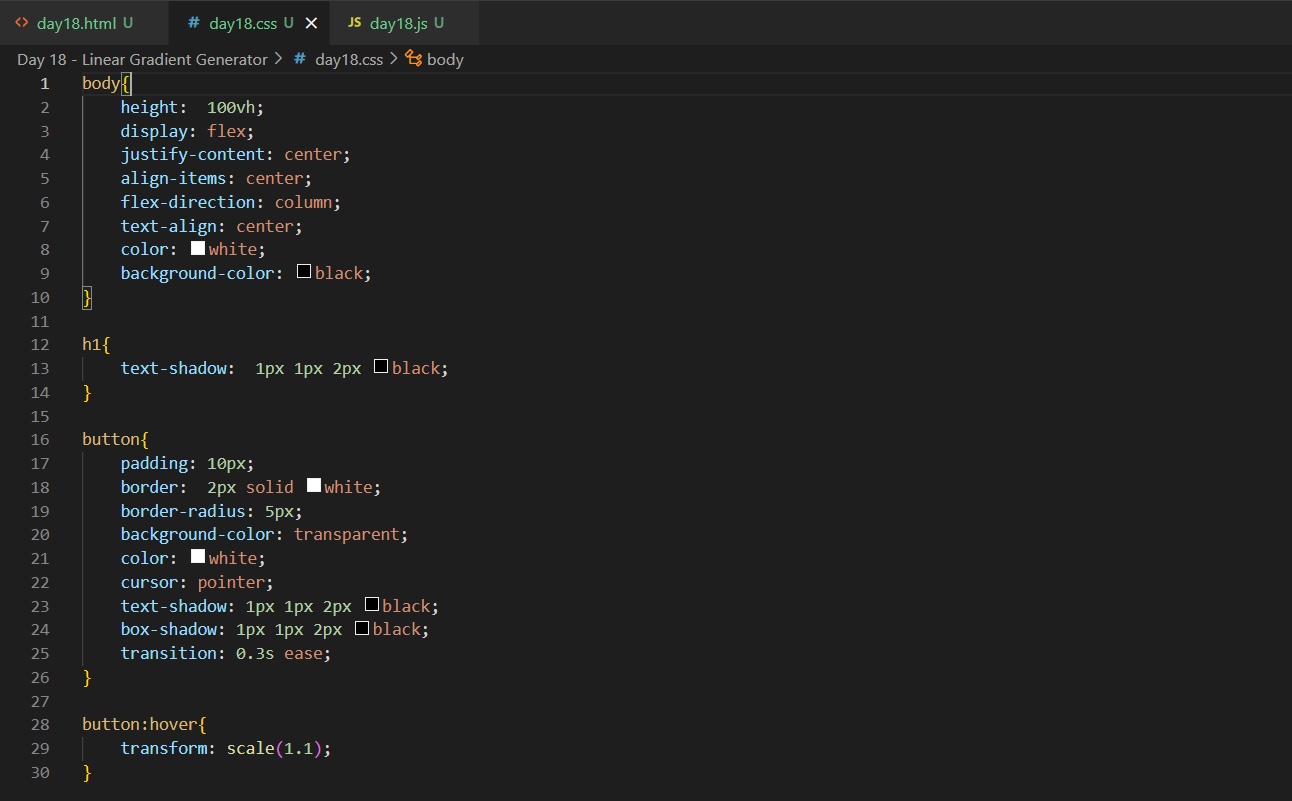 <> day18.html U # day18.css U × JS day18.js U
Day 18 - Linear Gradient Generator > # day18.css > body
1 body{
2     height:  100vh;
3     display: flex;
4     justify-content: center;
5     align-items: center;
6     flex-direction: column;
7     text-align: center;
8     color: white;
9     background-color: black;
10 }
11
12 h1{
13     text-shadow:  1px 1px 2px black;
14 }
15
16 button{
17     padding: 10px;
18     border:  2px solid white;
19     border-radius: 5px;
20     background-color: transparent;
21     color: white;
22     cursor: pointer;
23     text-shadow: 1px 1px 2px black;
24     box-shadow: 1px 1px 2px black;
25     transition: 0.3s ease;
26 }
27
28 button:hover{
29     transform: scale(1.1);
30 }